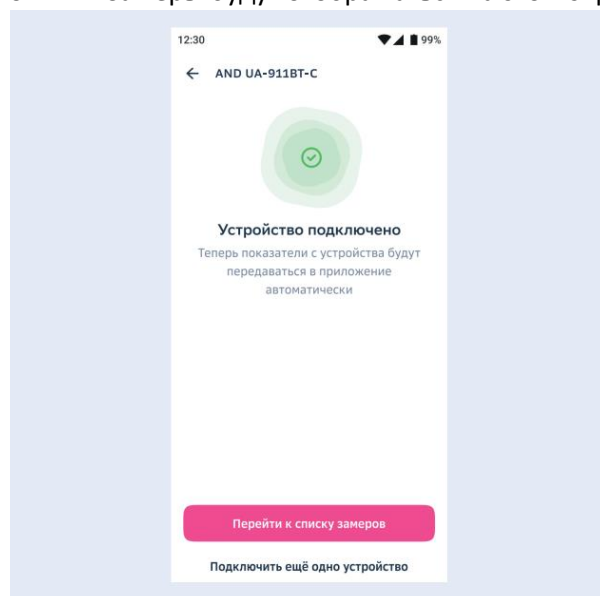 12:30 99%
← AND UA-911BT-C
Устройство подключено
Теперь показатели с устройства будут
передаваться в приложение
автоматически
Перейти к списку замеров
Подключить ещё одно устройство